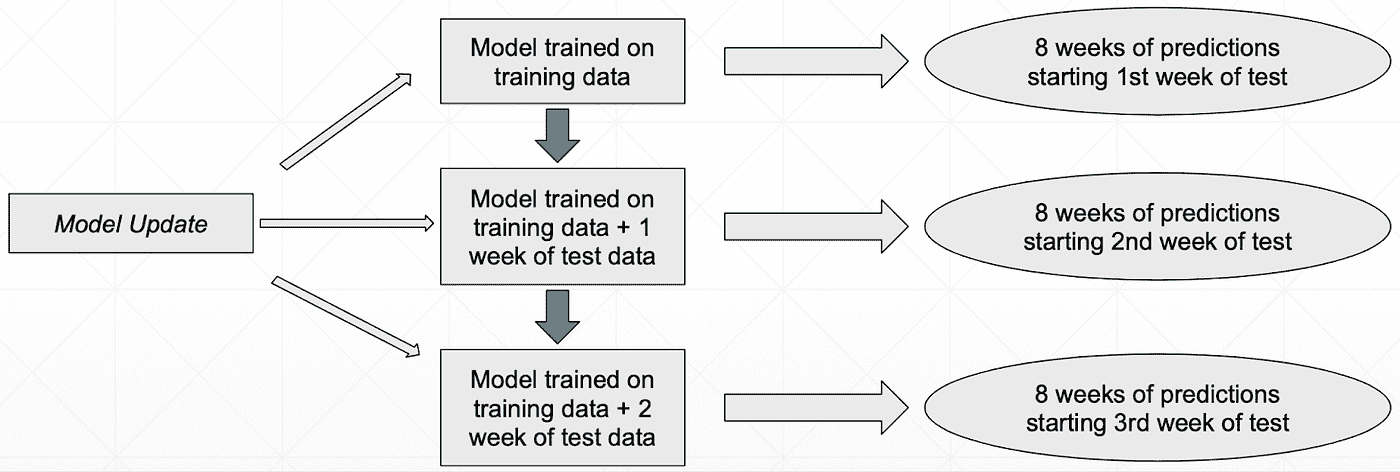 Model trained on
training data
8 weeks of predictions
starting 1st week of test
Model Update
Model trained on
training data + 1
week of test data
8 weeks of predictions
starting 2nd week of test
Model trained on
training data + 2
week of test data
8 weeks of predictions
starting 3rd week of test